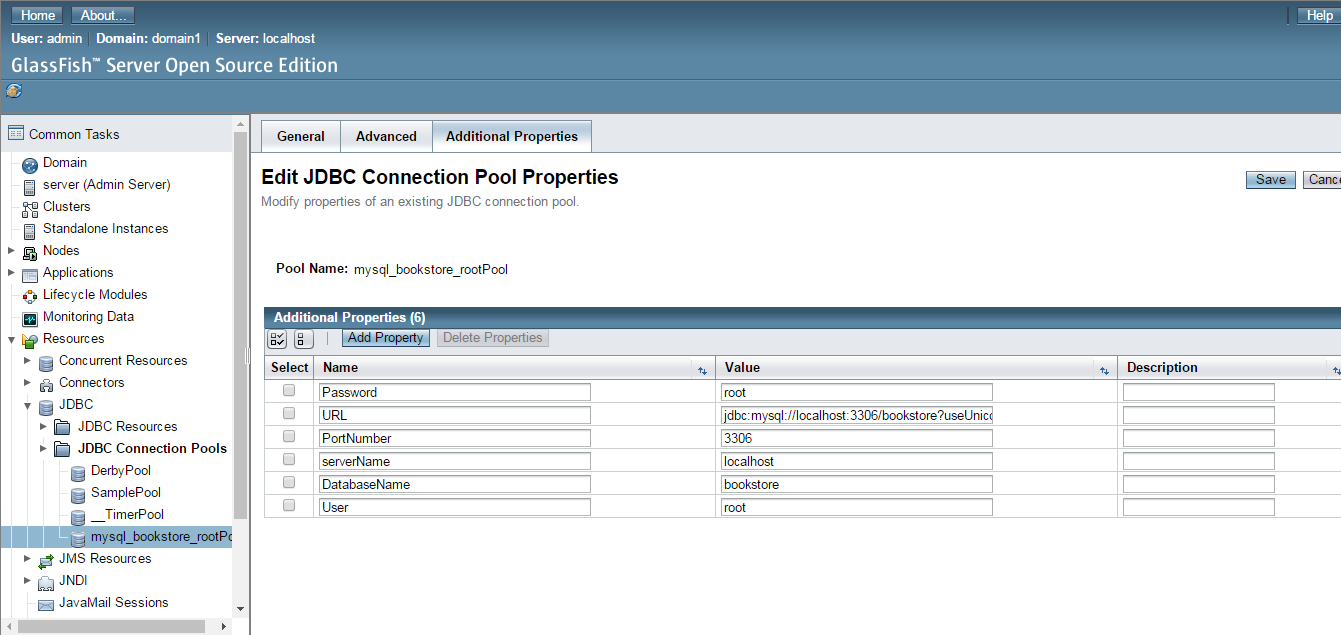 Home About... Help
User: admin Domain: domain1 Server: localhost
GlassFish™ Server Open Source Edition
Common Tasks
Domain
server (Admin Server)
Clusters
Standalone Instances
Nodes
Applications
Lifecycle Modules
Monitoring Data
Resources
Concurrent Resources
Connectors
JDBC
JDBC Resources
JDBC Connection Pools
DerbyPool
SamplePool
__TimerPool
mysql_bookstore_rootPo
JMS Resources
JNDI
JavaMail Sessions
General Advanced Additional Properties
Edit JDBC Connection Pool Properties
Save Cance
Modify properties of an existing JDBC connection pool.
Pool Name: mysql_bookstore_rootPool
Additional Properties (6)
Add Property Delete Properties
Select Name Value Description
Password root
URL jdbc:mysql://localhost:3306/bookstore?useUnico
PortNumber 3306
serverName localhost
DatabaseName bookstore
User root